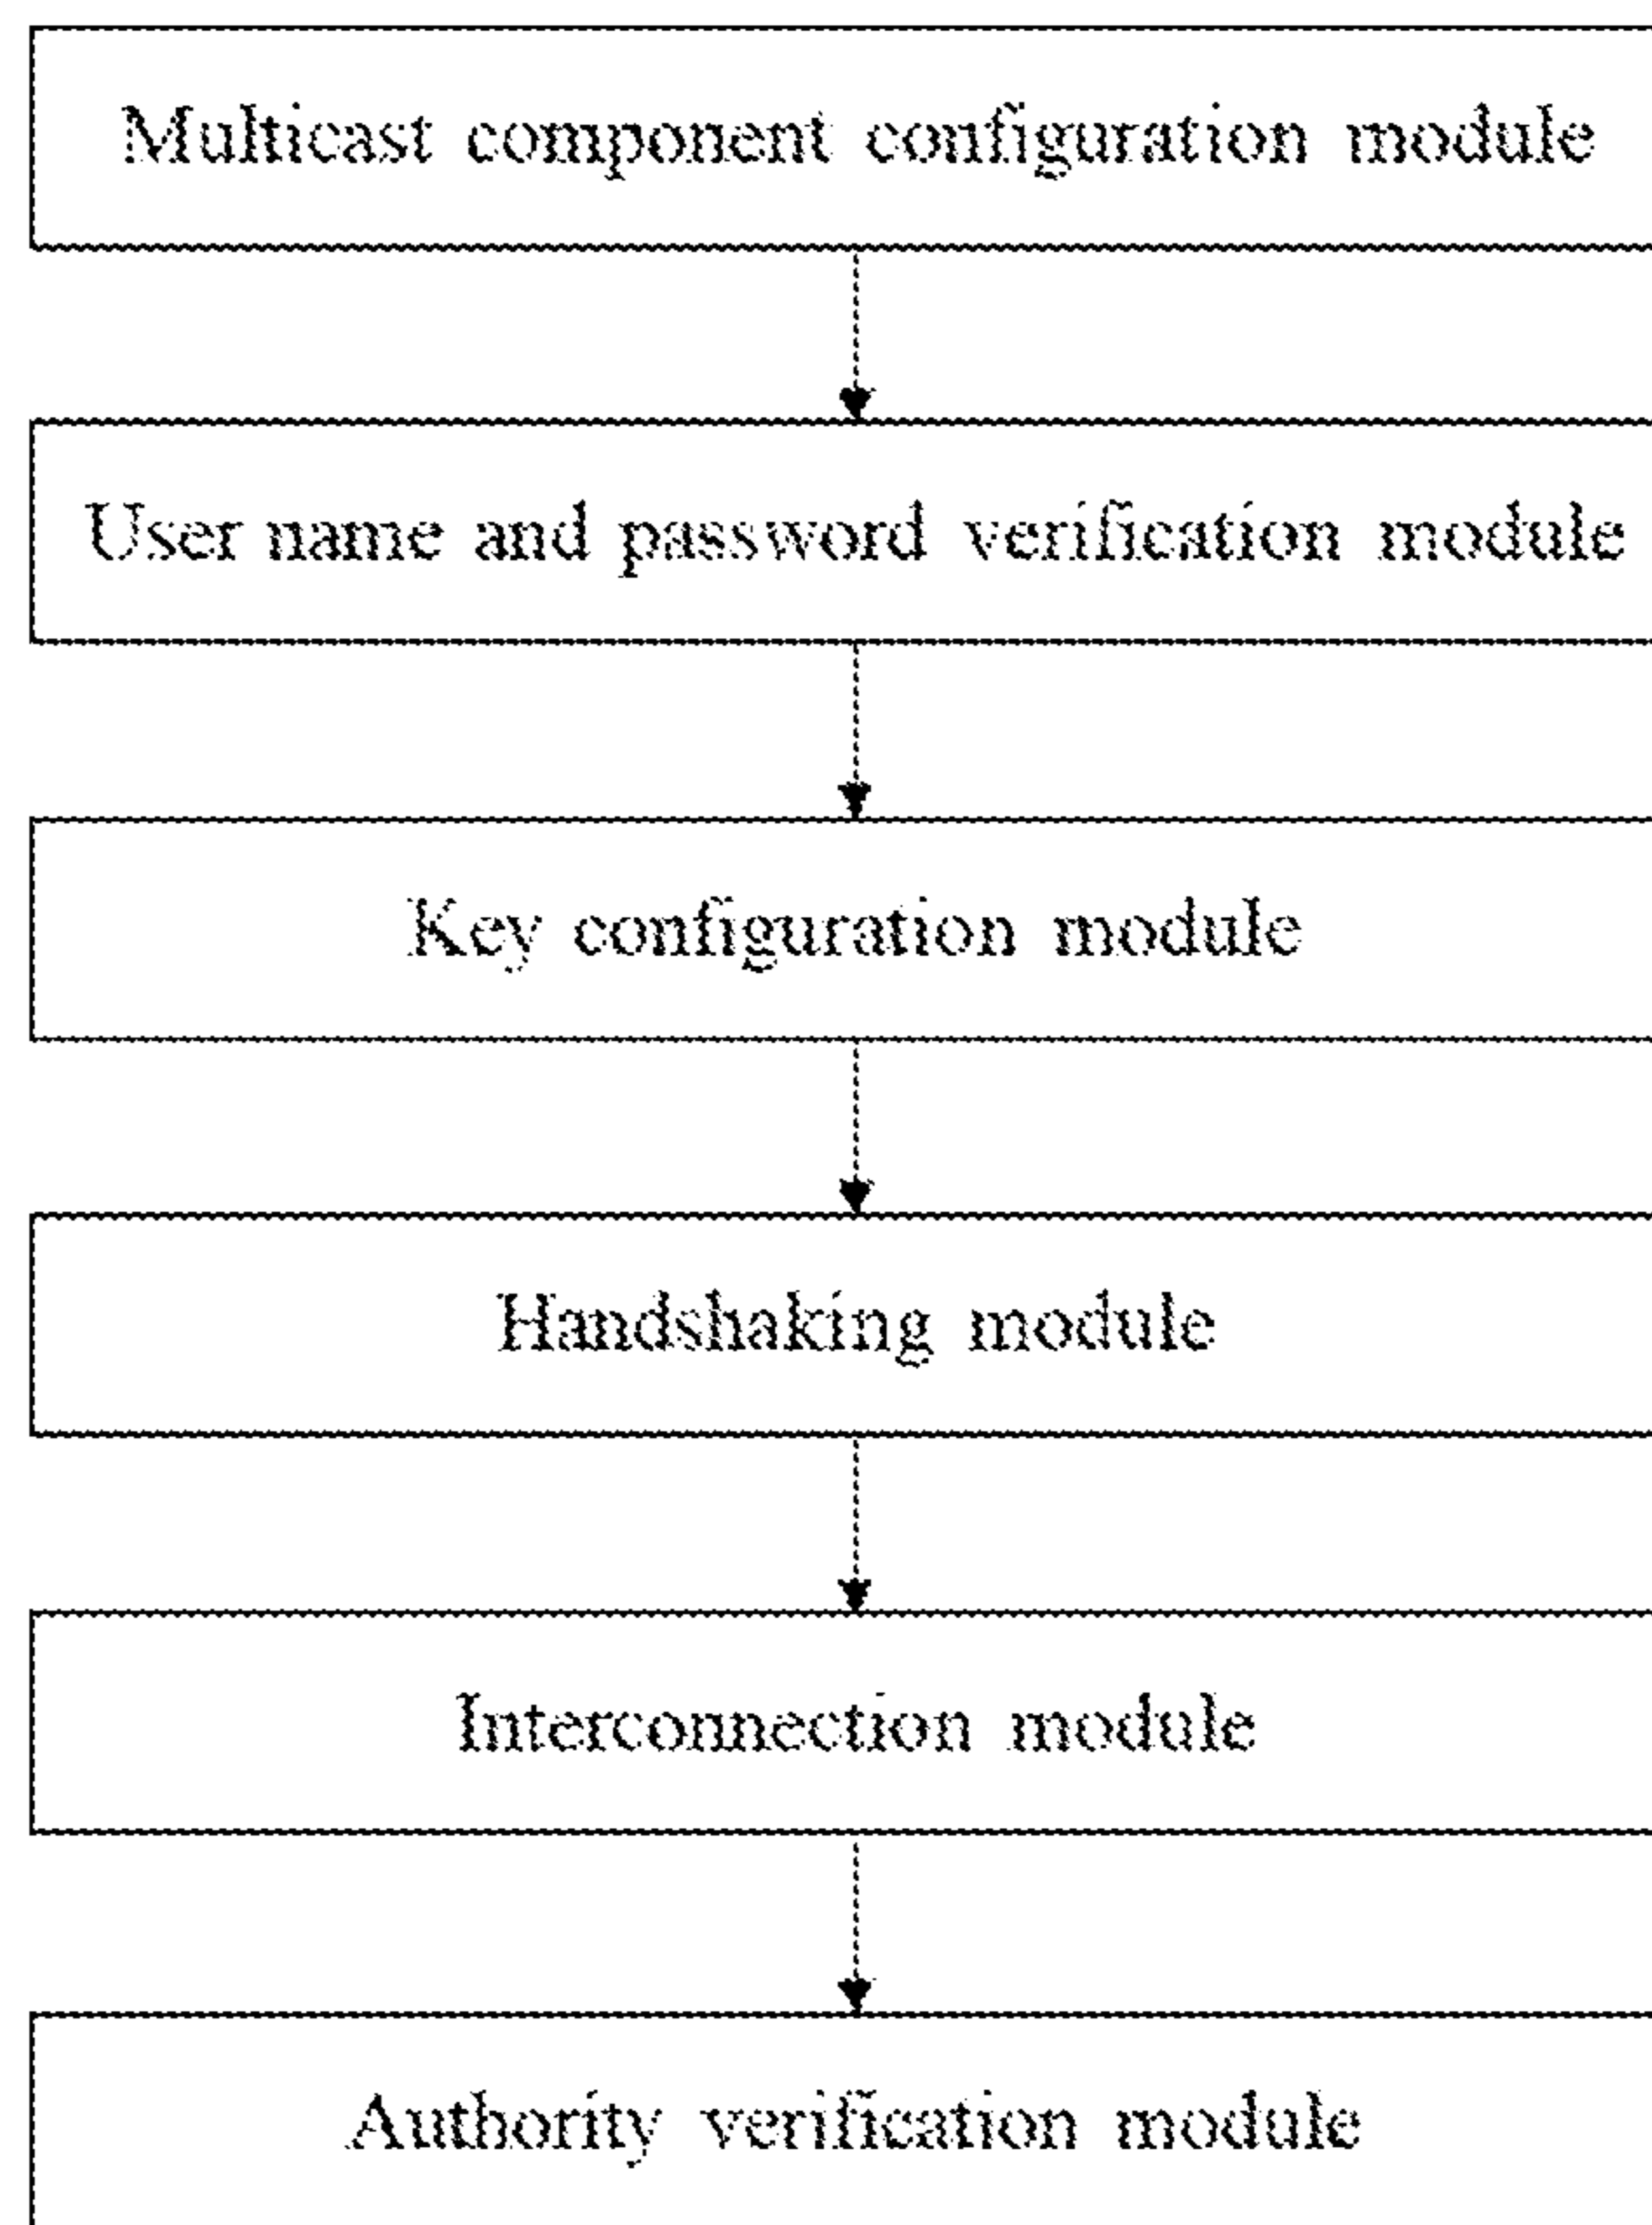 Multicast component configuration module
User name and password verification module
Key configuration module
Handshaking module
Interconnection module
Authority verification module